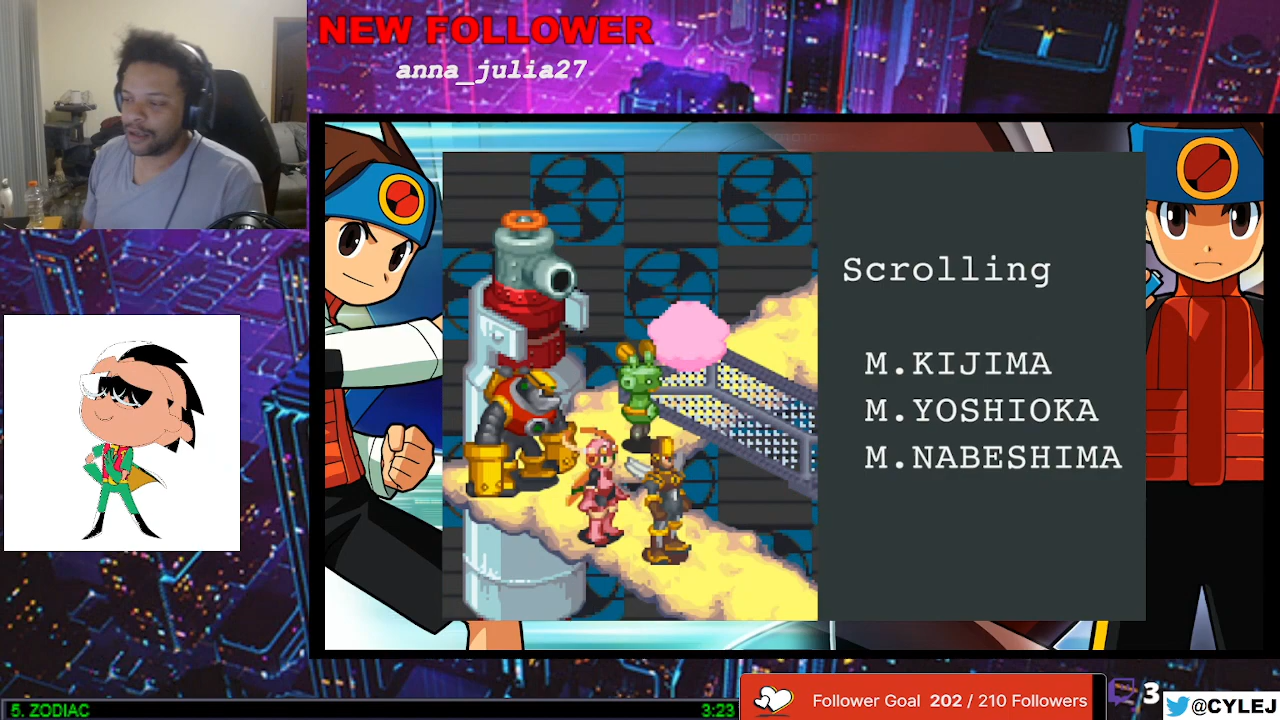 NEW FOLLOWER
anna_julia27
Scrolling
M.KIJIMA
M.YOSHIOKA
M.NABESHIMA
5. ZODIAC
3:23
Follower Goal 202 / 210 Followers
3
@CYLEJ